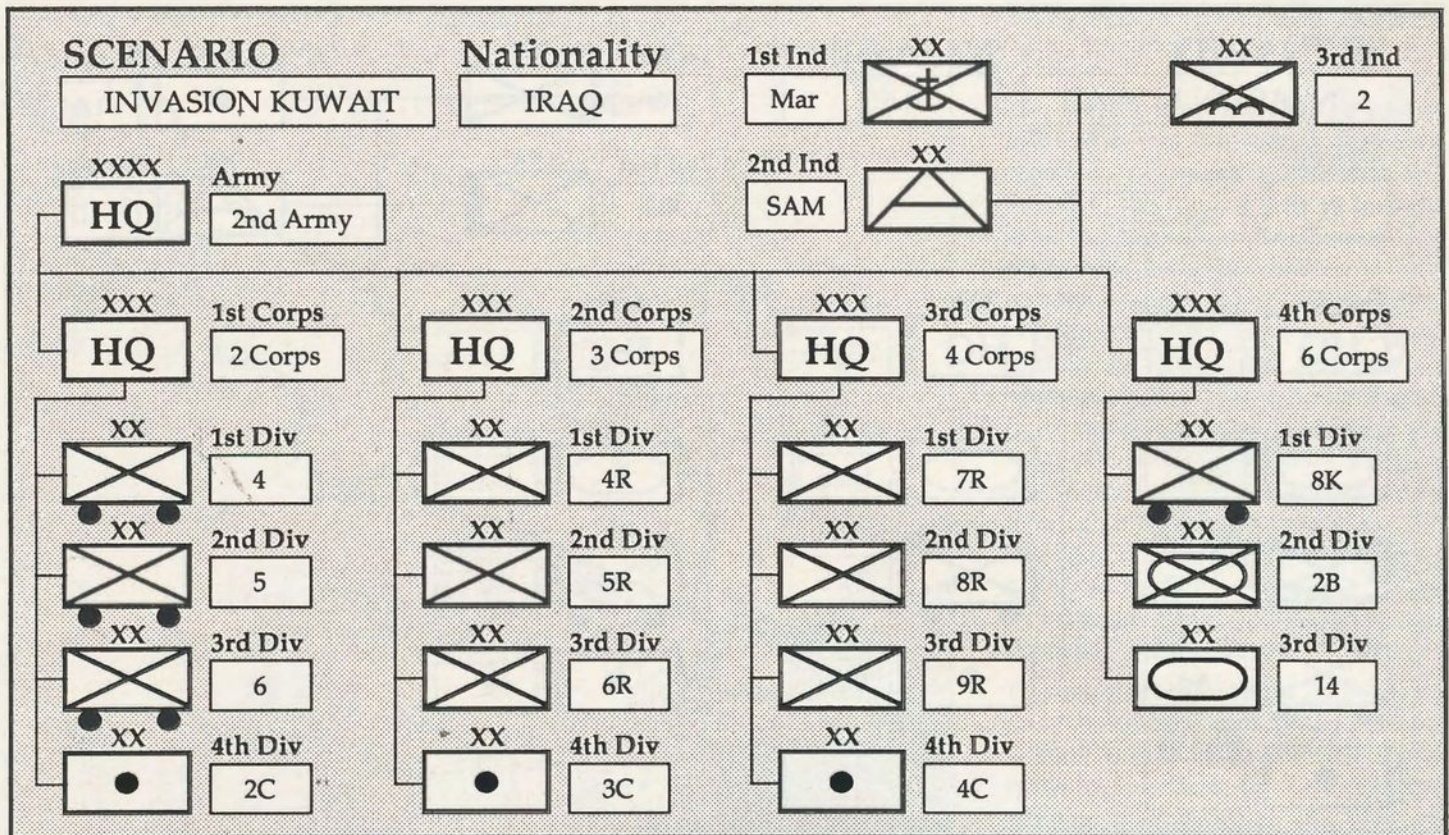 SCENARIO
INVASION KUWAIT
Nationality
IRAQ
1st Ind
Mar
XX
XX
3rd Ind
2
XXXX
HQ
Army
2nd Army
2nd Ind
SAM
XX
XXX
HQ
1st Corps
2 Corps
XXX
HQ
2nd Corps
3 Corps
XXX
HQ
3rd Corps
4 Corps
XXX
HQ
4th Corps
6 Corps
XX
1st Div
4
XX
1st Div
4R
XX
1st Div
7R
XX
1st Div
8K
XX
2nd Div
5
XX
2nd Div
5R
XX
2nd Div
8R
XX
2nd Div
2B
XX
3rd Div
6
XX
3rd Div
6R
XX
3rd Div
9R
XX
3rd Div
14
XX
4th Div
2C
XX
4th Div
3C
XX
4th Div
4C